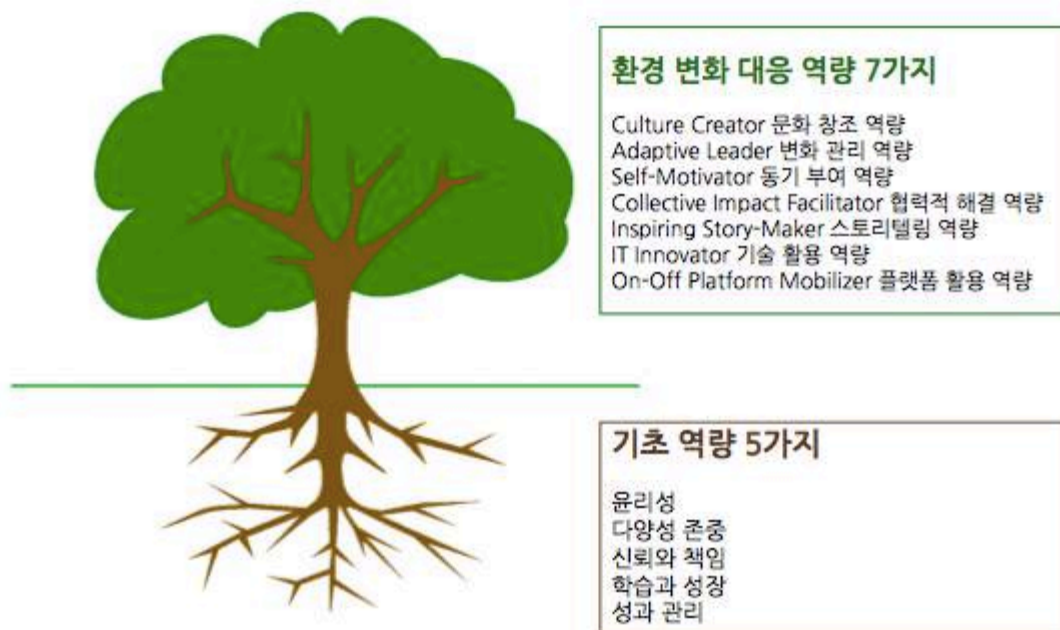 환경 변화 대응 역량 7가지
Culture Creator 문화 창조 역량
Adaptive Leader 변화 관리 역량
Self-Motivator 동기 부여 역량
Collective Impact Facilitator 협력적 해결 역량
Inspiring Story-Maker 스토리텔링 역량
IT Innovator 기술 활용 역량
On-Off Platform Mobilizer 플랫폼 활용 역량
기초 역량 5가지
윤리성
다양성 존중
신뢰와 책임
학습과 성장
성과 관리